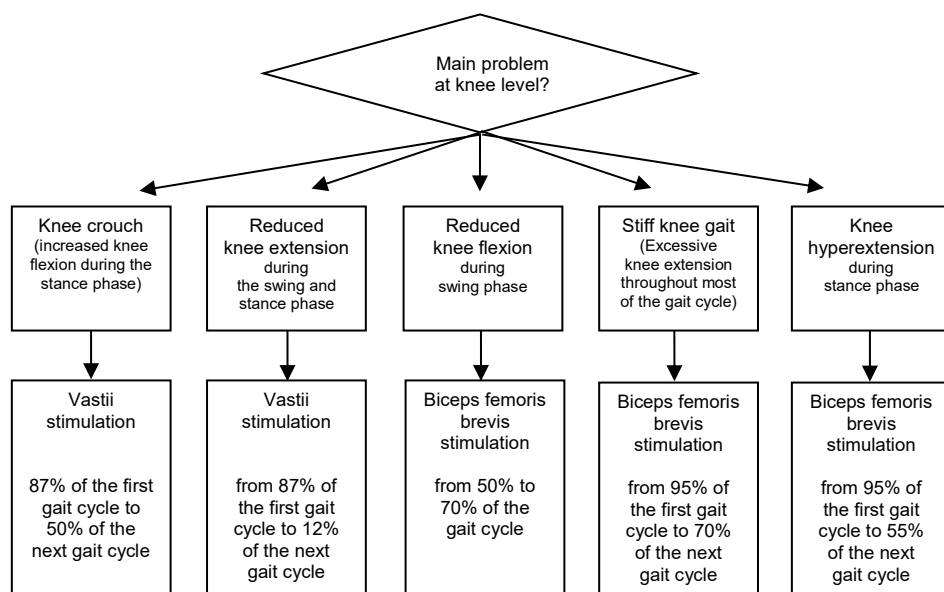 Main problem
at knee level?
Knee crouch
(increased knee
flexion during the
stance phase)
Reduced
knee extension
during
the swing and
stance phase
Reduced
knee flexion
during
swing phase
Stiff knee gait
(Excessive
knee extension
throughout most
of the gait cycle)
Knee
hyperextension
during
stance phase
Vastii
stimulation
87% of the first
gait cycle to
50% of the
next gait cycle
Vastii
stimulation
from 87% of
the first gait
cycle to 12%
of the next
gait cycle
Biceps femoris
brevis
stimulation
from 50% to
70% of the
gait cycle
Biceps femoris
brevis
stimulation
from 95% of
the first gait
cycle to 70%
of the next
gait cycle
Biceps femoris
brevis
stimulation
from 95% of
the first gait
cycle to 55%
of the next
gait cycle